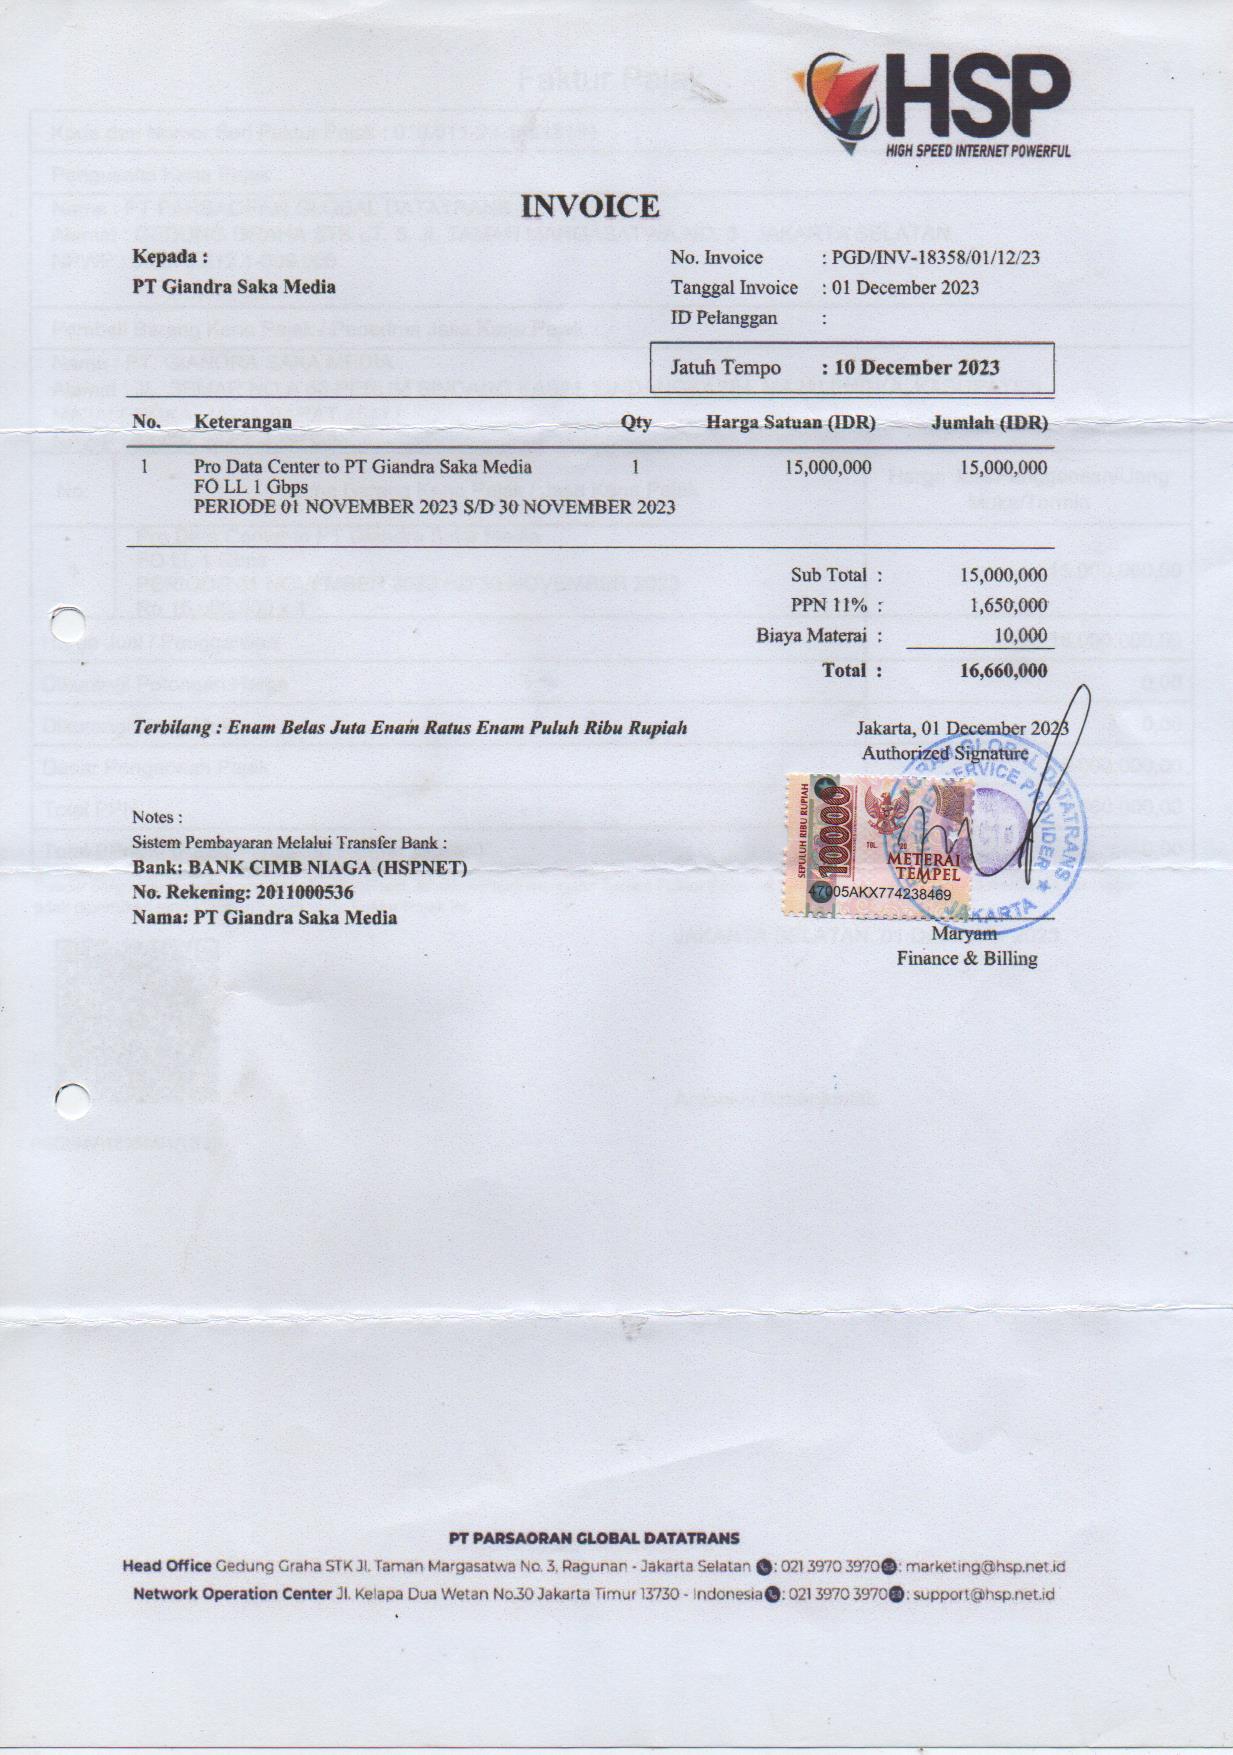 HSP
HIGH SPEED INTERNET POWERFUL
INVOICE
Kepada :
PT Giandra Saka Media
No. Invoice : PGD/INV-18358/01/12/23
Tanggal Invoice : 01 December 2023
ID Pelanggan :
Jatuh Tempo : 10 December 2023
No. Keterangan Qty Harga Satuan (IDR) Jumlah (IDR)
1 Pro Data Center to PT Giandra Saka Media 1 15,000,000 15,000,000
FO LL 1 Gbps
PERIODE 01 NOVEMBER 2023 S/D 30 NOVEMBER 2023
Sub Total : 15,000,000
PPN 11% : 1,650,000
Biaya Materai : 10,000
Total : 16,660,000
Terbilang : Enam Belas Juta Enam Ratus Enam Puluh Ribu Rupiah
Jakarta, 01 December 2023
Authorized Signature
Notes :
Sistem Pembayaran Melalui Transfer Bank :
Bank: BANK CIMB NIAGA (HSPNET)
No. Rekening: 2011000536
Nama: PT Giandra Saka Media
SEPULUH RIBU RUPIAH
10000
TGL. 20
METERAI
TEMPEL
47005AKX774238469
GLOBAL DATATRANS
SERVICE PROVIDER
JAKARTA
Maryam
Finance & Billing
PT PARSAORAN GLOBAL DATATRANS
Head Office Gedung Graha STK Jl. Taman Margasatwa No. 3, Ragunan - Jakarta Selatan : 021 3970 3970 : marketing@hsp.net.id
Network Operation Center Jl. Kelapa Dua Wetan No.30 Jakarta Timur 13730 - Indonesia : 021 3970 3970 : support@hsp.net.id